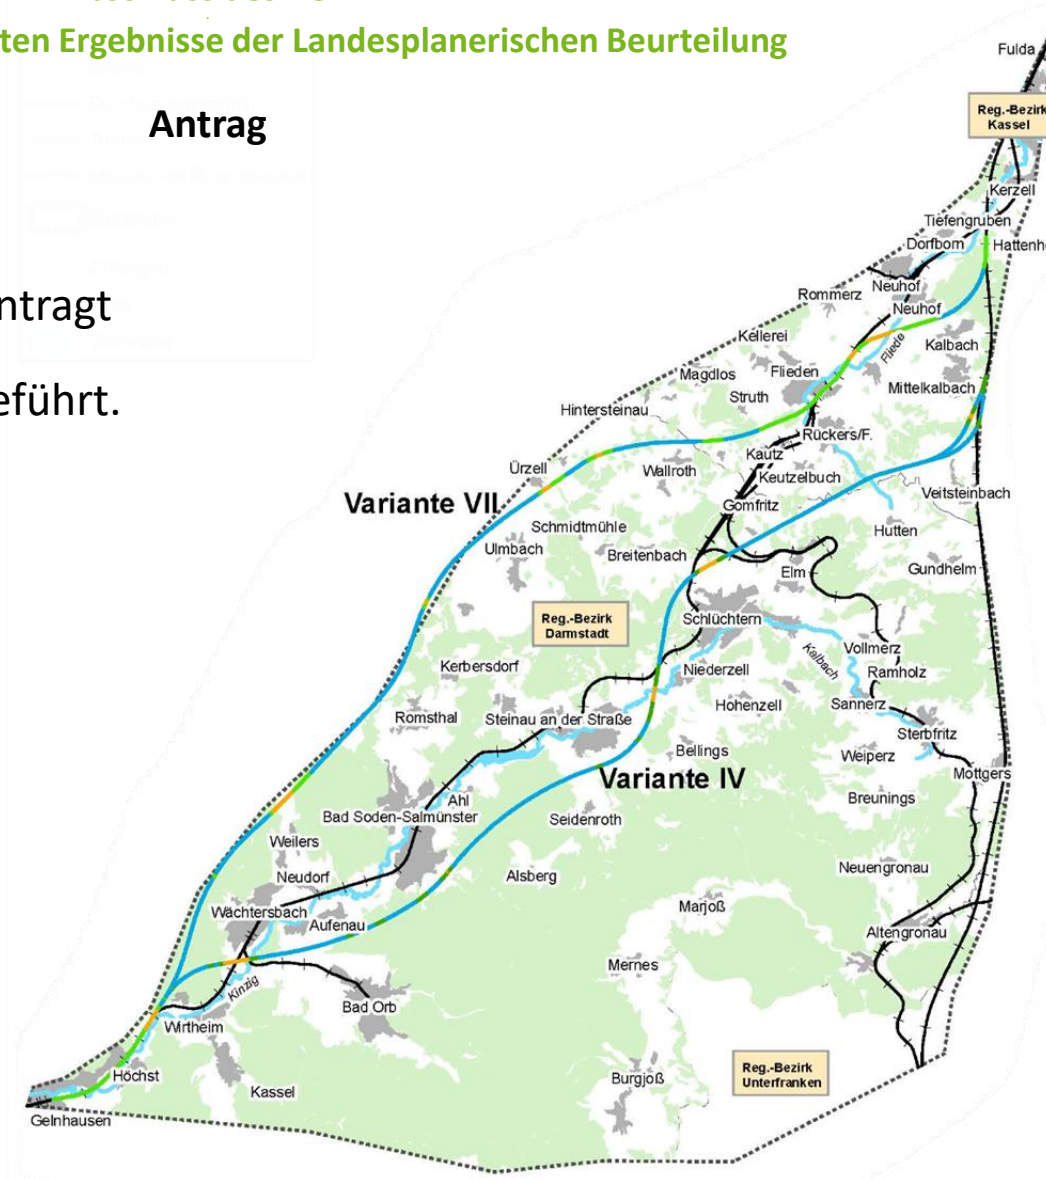 ten Ergebnisse der Landesplanerischen Beurteilung
Antrag
ntragt
eführt.
Fulda
Reg.-Bezirk
Kassel
Kerzell
Tiefengruben
Dorfborn
Hattenh
Neuhof
Rommerz
Neuhof
Kellerei
Fliede
Kalbach
Magdlos
Flieden
Mittelkalbach
Struth
Hintersteinau
Rückers/F.
Kautz
Ürzell
Wallroth
Keutzelbuch
Variante VII
Gomfritz
Veitsteinbach
Schmidtmühle
Hutten
Ulmbach
Breitenbach
Elm
Gundhelm
Reg.-Bezirk
Darmstadt
Schlüchtern
Vollmerz
Kalbach
Kerbersdorf
Niederzell
Ramholz
Hohenzell
Sannerz
Romsthal
Steinau an der Straße
Sterbfritz
Bellings
Weiperz
Variante IV
Mottgers
Ahl
Breunings
Bad Soden-Salmünster
Seidenroth
Weilers
Neudorf
Alsberg
Neuengronau
Wächtersbach
Marjoß
Aufenau
Altengronau
Mernes
Kinzig
Bad Orb
Wirtheim
Höchst
Burgjoß
Reg.-Bezirk
Unterfranken
Kassel
Gelnhausen